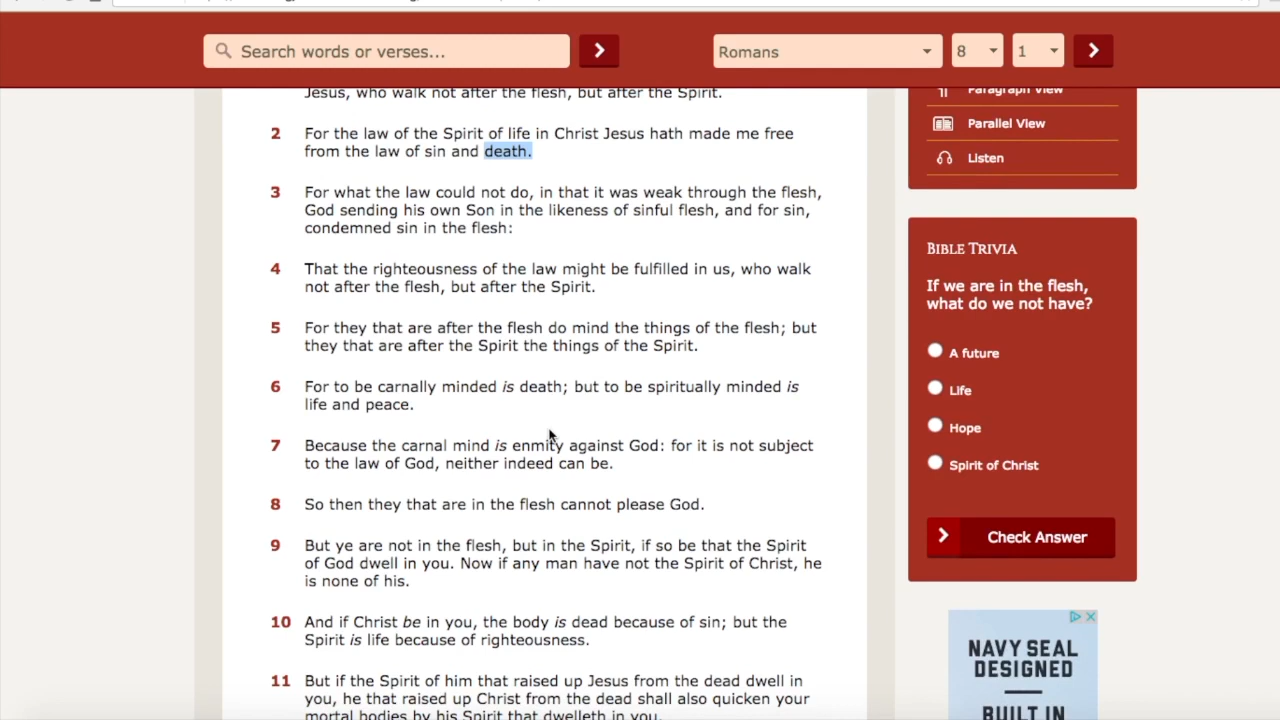 Search words or verses...
Romans
8
1
Jesus, who walk not after the flesh, but after the Spirit.
2 For the law of the Spirit of life in Christ Jesus hath made me free
from the law of sin and death.
3 For what the law could not do, in that it was weak through the flesh,
God sending his own Son in the likeness of sinful flesh, and for sin,
condemned sin in the flesh:
4 That the righteousness of the law might be fulfilled in us, who walk
not after the flesh, but after the Spirit.
5 For they that are after the flesh do mind the things of the flesh; but
they that are after the Spirit the things of the Spirit.
6 For to be carnally minded is death; but to be spiritually minded is
life and peace.
7 Because the carnal mind is enmity against God: for it is not subject
to the law of God, neither indeed can be.
8 So then they that are in the flesh cannot please God.
9 But ye are not in the flesh, but in the Spirit, if so be that the Spirit
of God dwell in you. Now if any man have not the Spirit of Christ, he
is none of his.
10 And if Christ be in you, the body is dead because of sin; but the
Spirit is life because of righteousness.
11 But if the Spirit of him that raised up Jesus from the dead dwell in
you, he that raised up Christ from the dead shall also quicken your
mortal bodies by his Spirit that dwelleth in you.
Paragraph View
Parallel View
Listen
BIBLE TRIVIA
If we are in the flesh,
what do we not have?
A future
Life
Hope
Spirit of Christ
Check Answer
NAVY SEAL
DESIGNED
BUILT IN